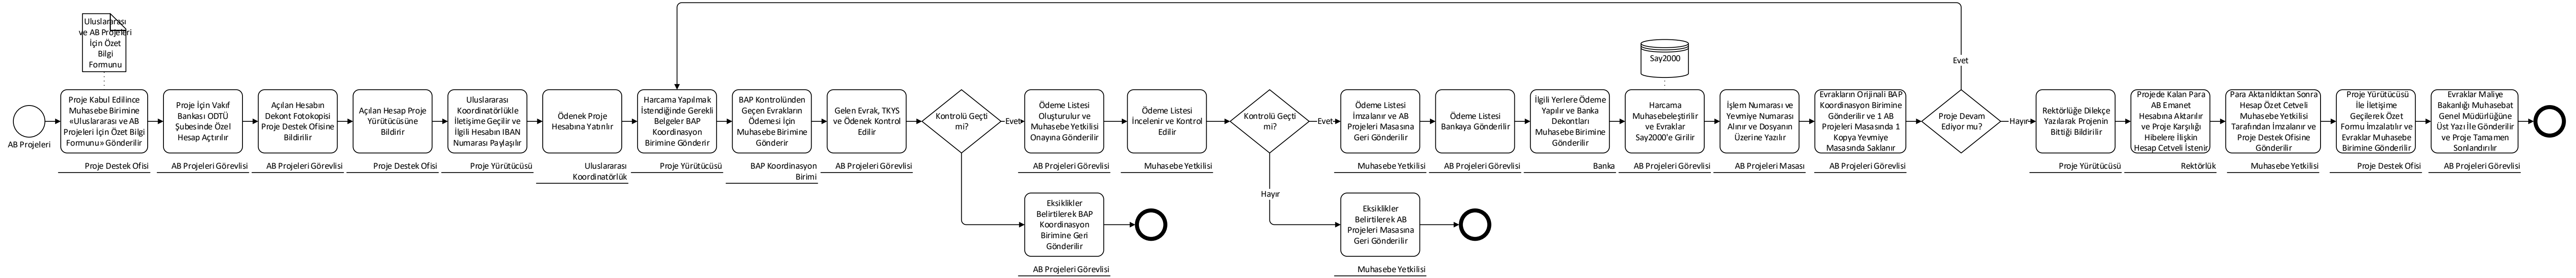 Uluslararası
ve AB Projeleri
İçin Özet
Bilgi
Formunu
AB Projeleri
Proje Kabul Edilince
Muhasebe Birimine
«Uluslararası ve AB
Projeleri İçin Özet Bilgi
Formunu» Gönderilir
Proje Destek Ofisi
Proje İçin Vakıf
Bankası ODTÜ
Şubesinde Özel
Hesap Açtırılır
AB Projeleri Görevlisi
Açılan Hesabın
Dekont Fotokopisi
Proje Destek Ofisine
Bildirilir
AB Projeleri Görevlisi
Açılan Hesap Proje
Yürütücüsüne
Bildirir
Proje Destek Ofisi
Uluslararası
Koordinatörlükle
İletişime Geçilir ve
İlgili Hesabın IBAN
Numarası Paylaşılır
Proje Yürütücüsü
Ödenek Proje
Hesabına Yatırılır
Uluslararası
Koordinatörlük
Harcama Yapılmak
İstendiğinde Gerekli
Belgeler BAP
Koordinasyon
Birimine Gönderir
Proje Yürütücüsü
BAP Kontrolünden
Geçen Evrakların
Ödemesi İçin
Muhasebe Birimine
Gönderir
BAP Koordinasyon
Birimi
Gelen Evrak, TKYS
ve Ödenek Kontrol
Edilir
AB Projeleri Görevlisi
Kontrolü Geçti
mi?
Evet
Ödeme Listesi
Oluşturulur ve
Muhasebe Yetkilisi
Onayına Gönderilir
AB Projeleri Görevlisi
Eksiklikler
Belirtilerek BAP
Koordinasyon
Birimine Geri
Gönderilir
AB Projeleri Görevlisi
Ödeme Listesi
İncelenir ve Kontrol
Edilir
Muhasebe Yetkilisi
Kontrolü Geçti
mi?
Evet
Hayır
Ödeme Listesi
İmzalanır ve AB
Projeleri Masasına
Geri Gönderilir
Muhasebe Yetkilisi
Eksiklikler
Belirtilerek AB
Projeleri Masasına
Geri Gönderilir
Muhasebe Yetkilisi
Ödeme Listesi
Bankaya Gönderilir
AB Projeleri Görevlisi
İlgili Yerlere Ödeme
Yapılır ve Banka
Dekontları
Muhasebe Birimine
Gönderilir
Banka
Say2000
Harcama
Muhasebeleştirilir
ve Evraklar
Say2000'e Girilir
AB Projeleri Görevlisi
İşlem Numarası ve
Yevmiye Numarası
Alınır ve Dosyanın
Üzerine Yazılır
AB Projeleri Masası
Evrakların Orijinali BAP
Koordinasyon Birimine
Gönderilir ve 1 AB
Projeleri Masasında 1
Kopya Yevmiye
Masasında Saklanır
AB Projeleri Görevlisi
Proje Devam
Ediyor mu?
Evet
Hayır
Rektörlüğe Dilekçe
Yazılarak Projenin
Bittiği Bildirilir
Proje Yürütücüsü
Projede Kalan Para
AB Emanet
Hesabına Aktarılır
ve Proje Karşılığı
Hibelere İlişkin
Hesap Cetveli İstenir
Rektörlük
Para Aktarıldıktan Sonra
Hesap Özet Cetveli
Muhasebe Yetkilisi
Tarafından İmzalanır ve
Proje Destek Ofisine
Gönderilir
Muhasebe Yetkilisi
Proje Yürütücüsü
İle İletişime
Geçilerek Özet
Formu İmzalatılır ve
Evraklar Muhasebe
Birimine Gönderilir
Proje Destek Ofisi
Evraklar Maliye
Bakanlığı Muhasebat
Genel Müdürlüğüne
Üst Yazı İle Gönderilir
ve Proje Tamamen
Sonlandırılır
AB Projeleri Görevlisi